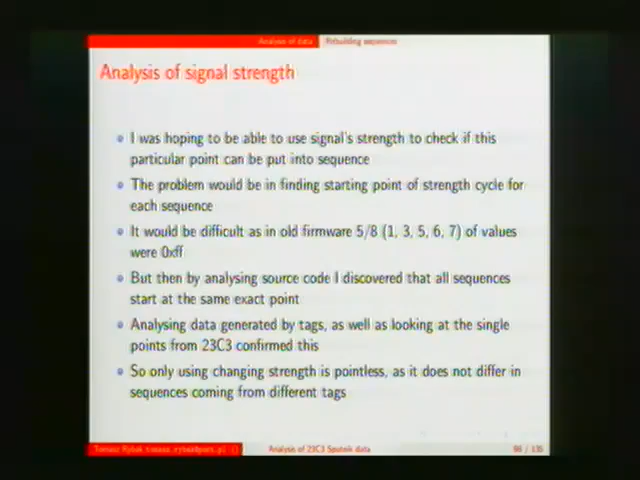 Analysis of data Rebuilding sequences
Analysis of signal strength
I was hoping to be able to use signal's strength to check if this
particular point can be put into sequence
The problem would be in finding starting point of strength cycle for
each sequence
It would be difficult as in old firmware 5/8 (1, 3, 5, 6, 7) of values
were 0xff
But then by analysing source code I discovered that all sequences
start at the same exact point
Analysing data generated by tags, as well as looking at the single
points from 23C3 confirmed this
So only using changing strength is pointless, as it does not differ in
sequences coming from different tags
Analysis of 23C3 Sputnik data